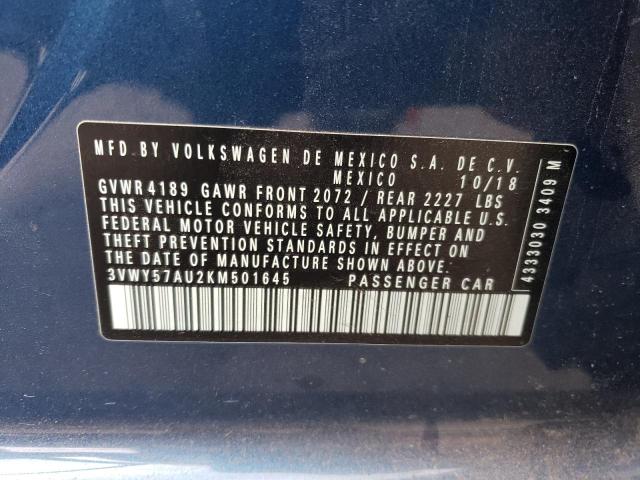 MFD.BY VOLKSWAGEN DE MEXICO S.A. DE C.V.
MEXICO 10/18
GVWR 4189 GAWR FRONT 2072 / REAR 2227 LBS
THIS VEHICLE CONFORMS TO ALL APPLICABLE U.S.
FEDERAL MOTOR VEHICLE SAFETY, BUMPER AND
THEFT PREVENTION STANDARDS IN EFFECT ON
THE DATE OF MANUFACTURE SHOWN ABOVE.
3VWY57AU2KM501645 PASSENGER CAR
4333030 3409 M